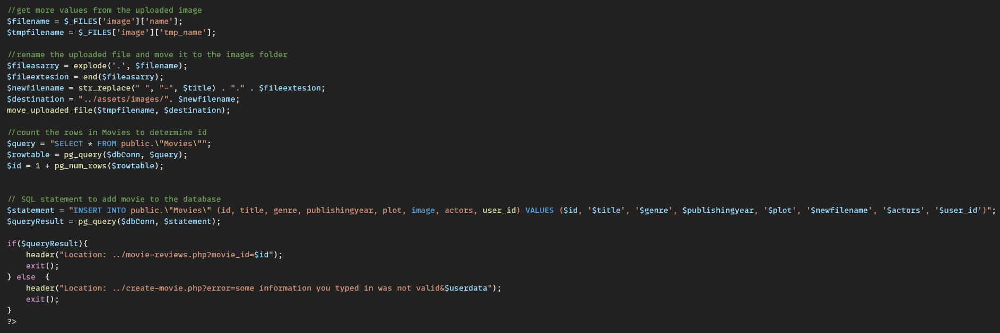 //get more values from the uploaded image
$filename = $_FILES['image']['name'];
$tmpfilename = $_FILES['image']['tmp_name'];
//rename the uploaded file and move it to the images folder
$fileasarry = explode('.', $filename);
$fileextesion = end($fileasarry);
$newfilename = str_replace(" ", "-", $title) . "." . $fileextesion;
$destination = "../assets/images/". $newfilename;
move_uploaded_file($tmpfilename, $destination);
//count the rows in Movies to determine id
$query = "SELECT * FROM public.\"Movies\"";
$rowtable = pg_query($dbConn, $query);
$id = 1 + pg_num_rows($rowtable);
// SQL statement to add movie to the database
$statement = "INSERT INTO public.\"Movies\" (id, title, genre, publishingyear, plot, image, actors, user_id) VALUES ($id, '$title', '$genre', $publishingyear, '$plot', '$newfilename', '$actors', '$user_id')";
$queryResult = pg_query($dbConn, $statement);
if($queryResult){
    header("Location: ../movie-reviews.php?movie_id=$id");
    exit();
} else  {
    header("Location: ../create-movie.php?error=some information you typed in was not valid&$userdata");
    exit();
}
?>